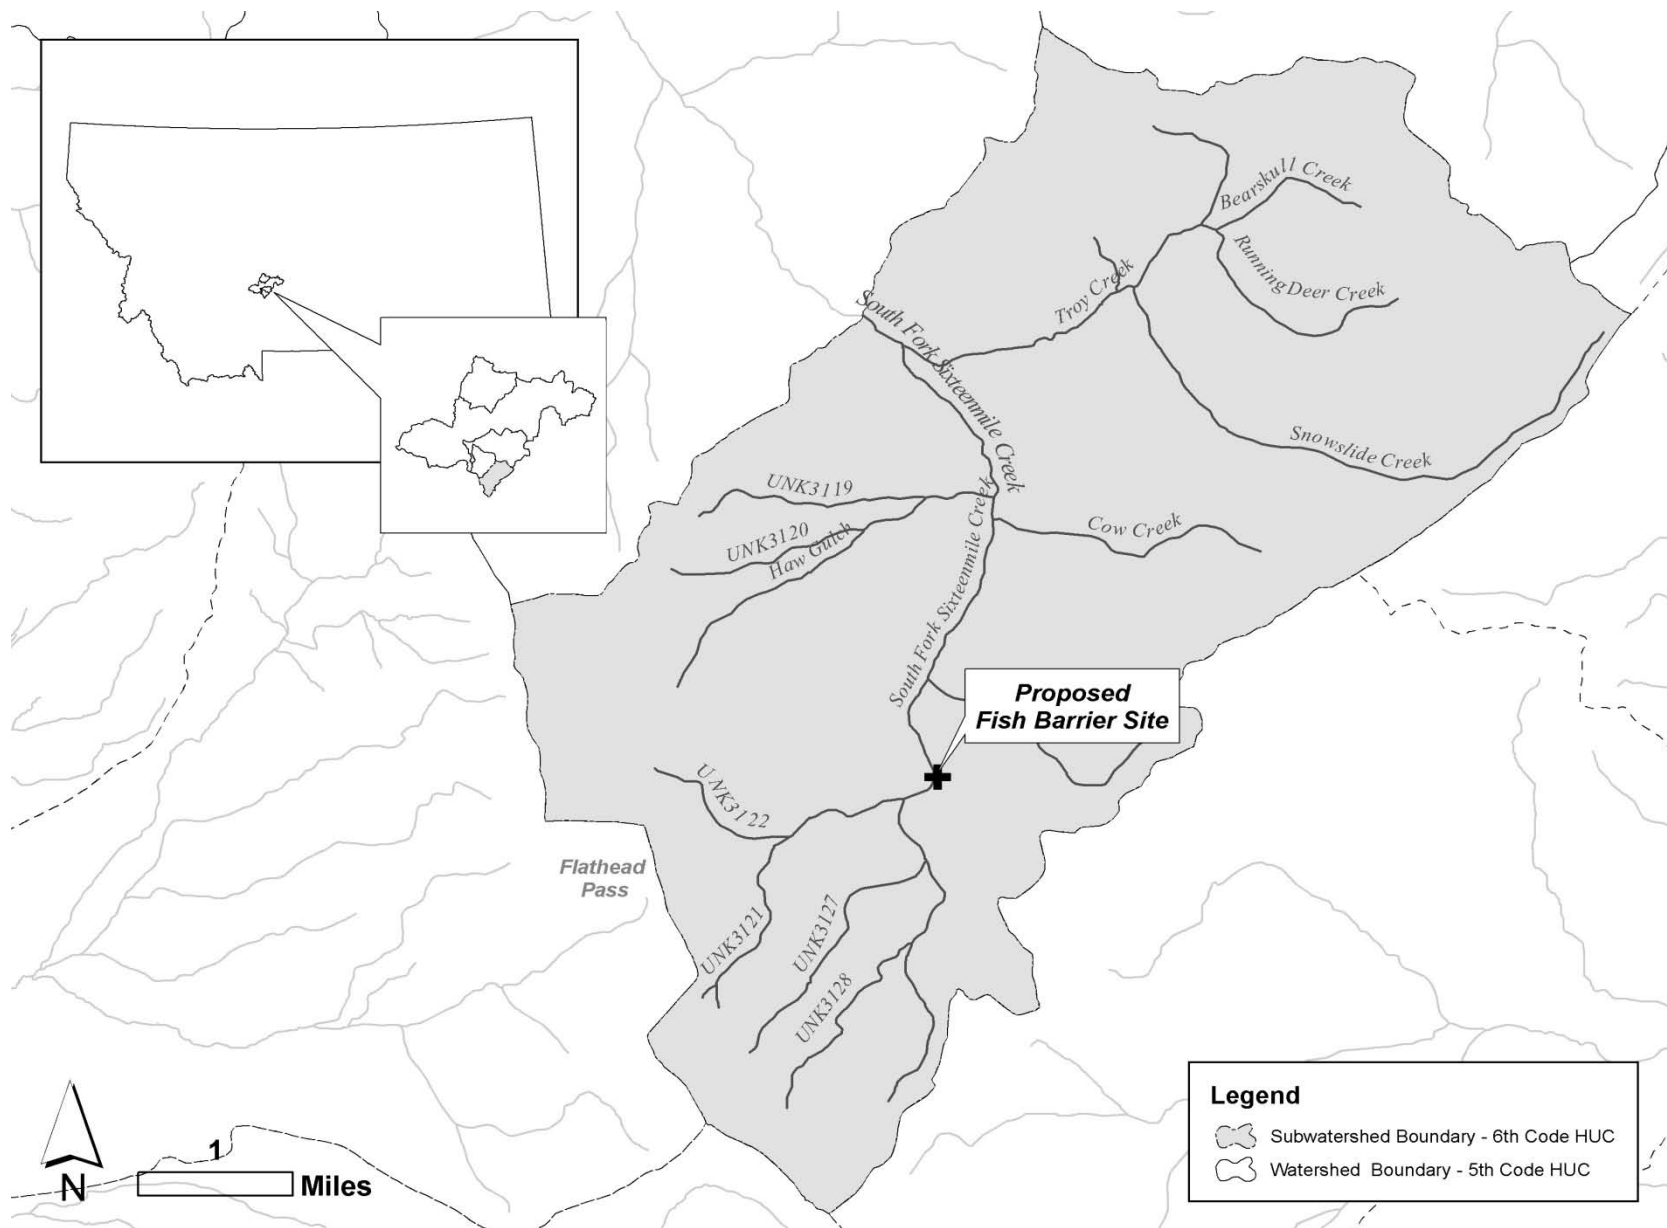 Bearskull Creek
Running Deer Creek
Troy Creek
South Fork Sixteenmile Creek
Snowslide Creek
UNK3119
Cow Creek
UNK3120
Haw Gulch
South Fork Sixteenmile Creek
Proposed
Fish Barrier Site
UNK3122
Flathead
Pass
UNK3121
UNK3127
UNK3128
Legend
Subwatershed Boundary - 6th Code HUC
Watershed Boundary - 5th Code HUC
N
1
Miles